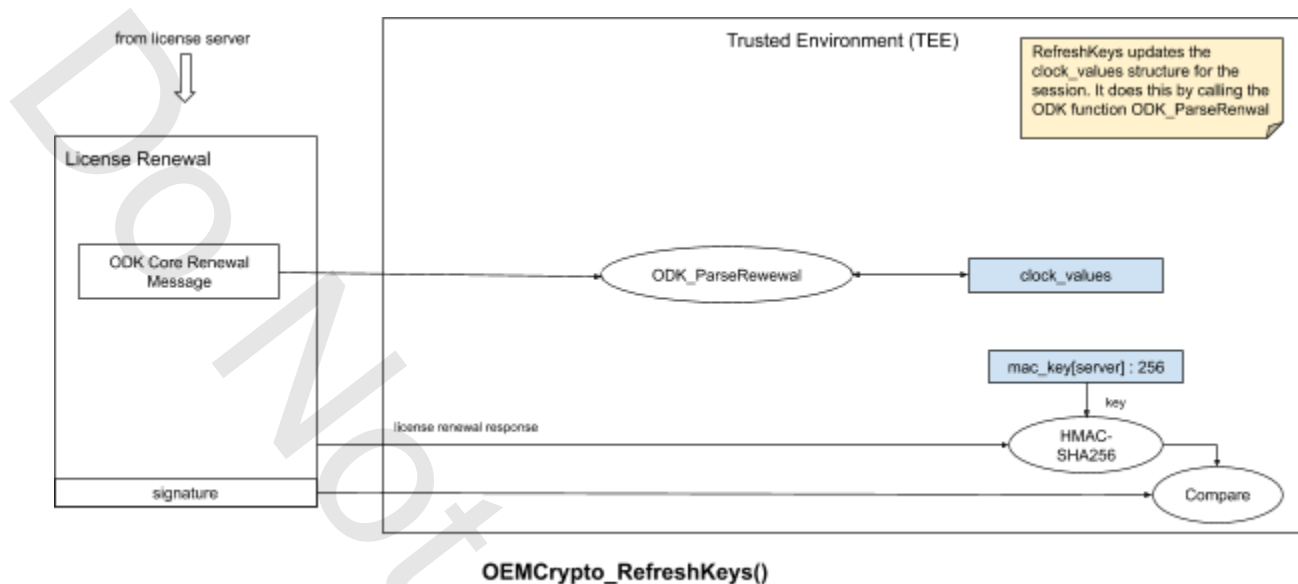 from license server
Trusted Environment (TEE)
RefreshKeys updates the
clock_values structure for the
session. It does this by calling the
ODK function ODK_ParseRenwal
License Renewal
ODK Core Renewal
Message
ODK_ParseRewewal
clock_values
mac_key[server] : 256
key
license renewal response
HMAC-
SHA256
signature
Compare
OEMCrypto_RefreshKeys()
Do Not